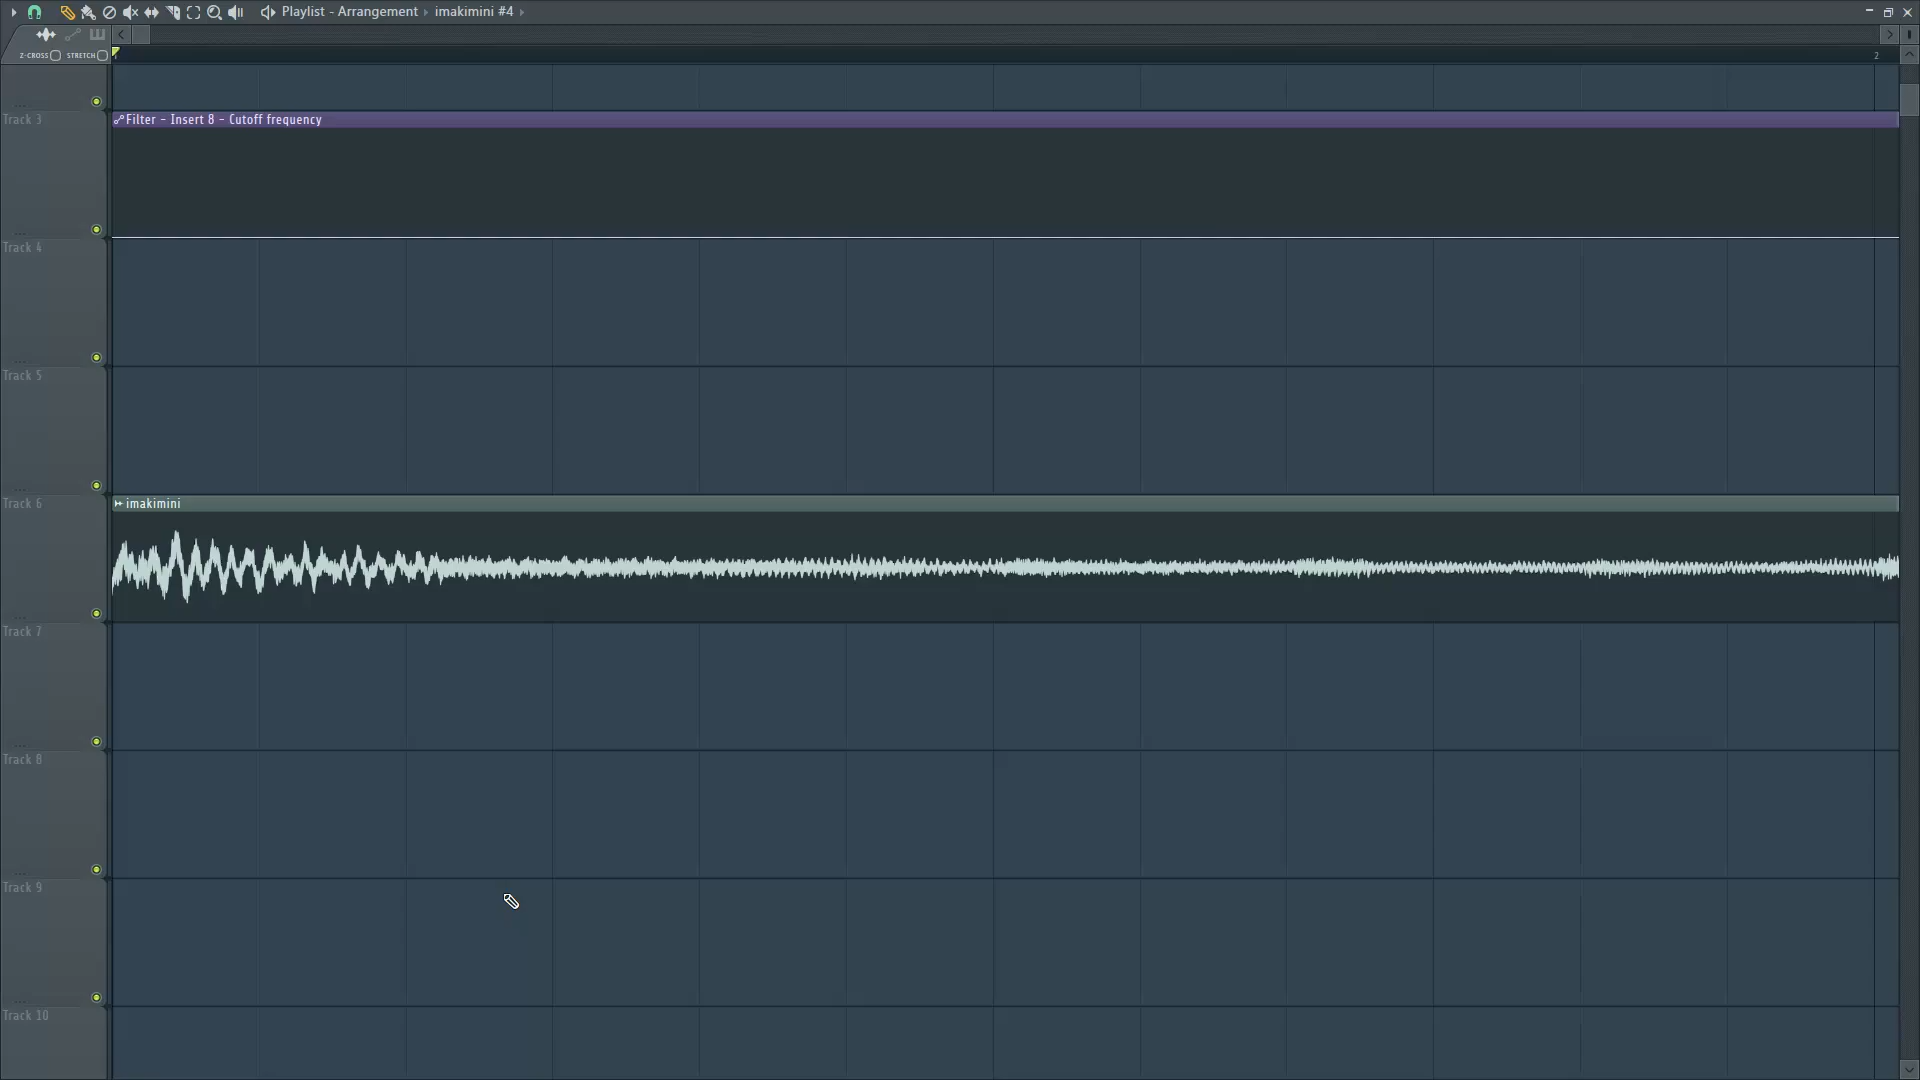 Playlist - Arrangement › imakimini #4 ›
Z-CROSS STRETCH
2
Track 3
Filter - Insert 8 - Cutoff frequency
Track 4
Track 5
Track 6
imakimini
Track 7
Track 8
Track 9
Track 10